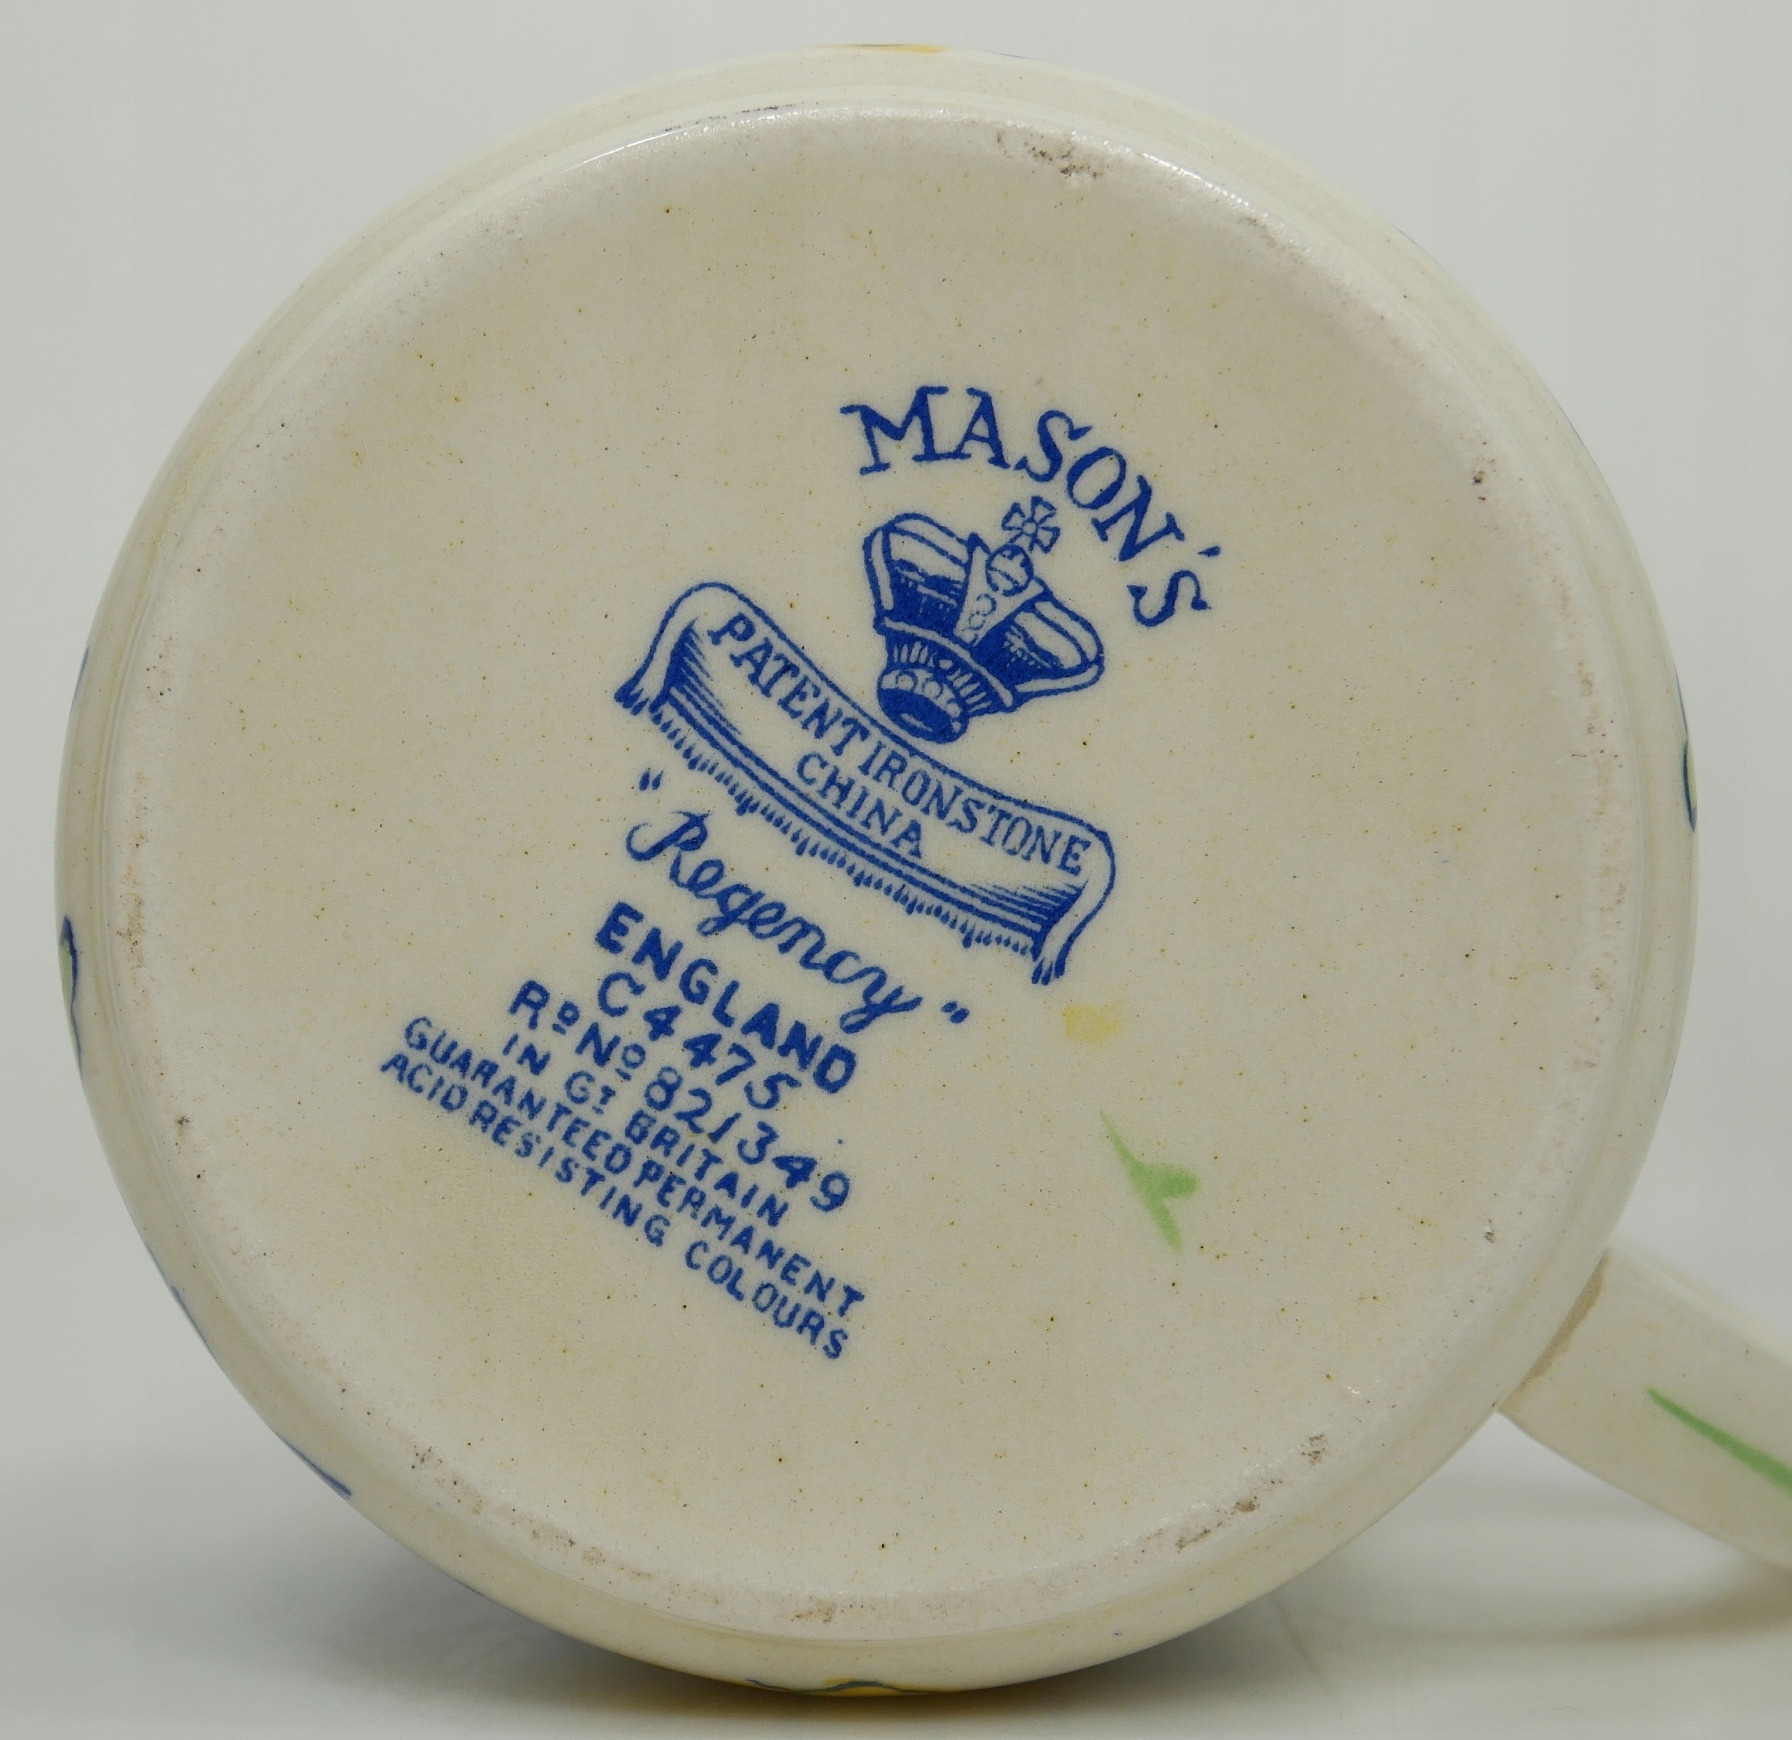 MASON'S
PATENT IRONSTONE
CHINA
"Regency"
ENGLAND
C4475
Rᴰ Nº 821349
IN Gᵀ BRITAIN
GUARANTEED PERMANENT
ACID RESISTING COLOURS